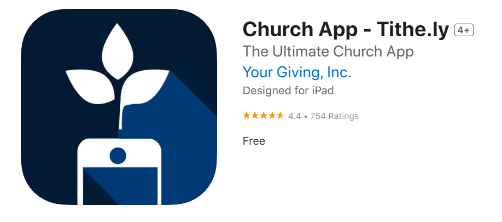 Church App - Tithe.ly 4+
The Ultimate Church App
Your Giving, Inc.
Designed for iPad
★★★★★ 4.4 • 754 Ratings
Free